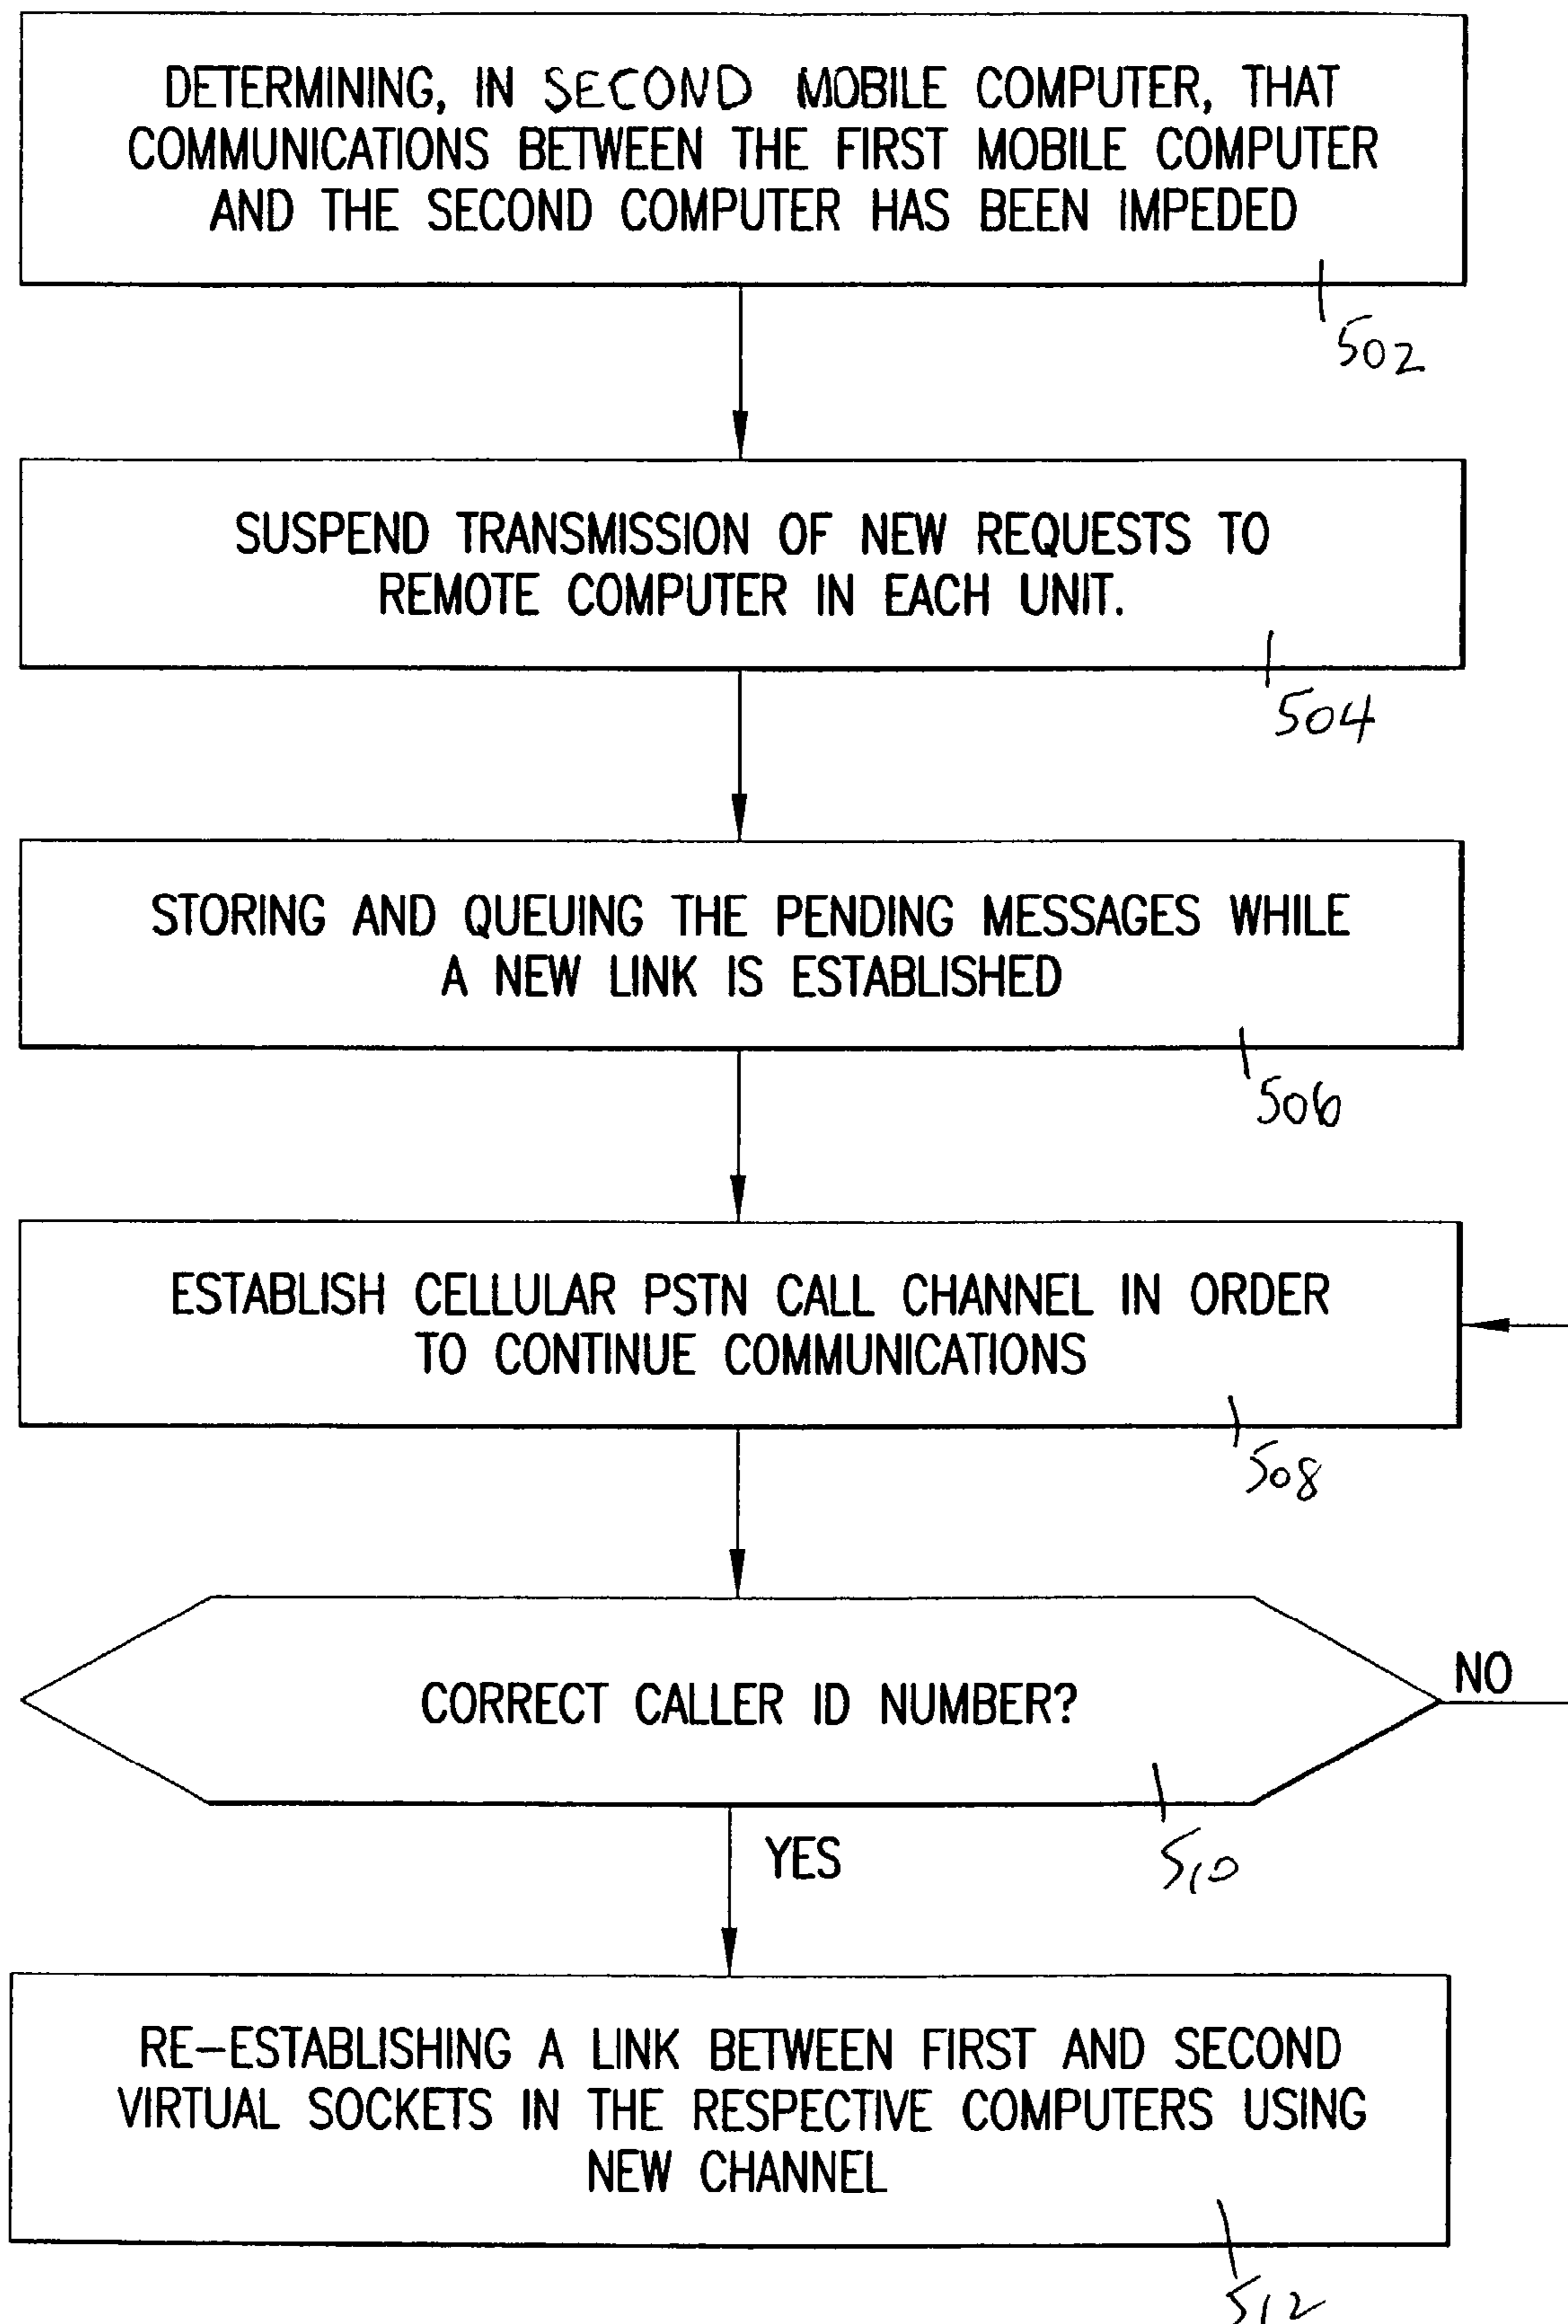 DETERMINING, IN SECOND MOBILE COMPUTER, THAT
COMMUNICATIONS BETWEEN THE FIRST MOBILE COMPUTER
AND THE SECOND COMPUTER HAS BEEN IMPEDED
502
SUSPEND TRANSMISSION OF NEW REQUESTS TO
REMOTE COMPUTER IN EACH UNIT.
504
STORING AND QUEUING THE PENDING MESSAGES WHILE
A NEW LINK IS ESTABLISHED
506
ESTABLISH CELLULAR PSTN CALL CHANNEL IN ORDER
TO CONTINUE COMMUNICATIONS
508
CORRECT CALLER ID NUMBER?
NO
510
YES
RE-ESTABLISHING A LINK BETWEEN FIRST AND SECOND
VIRTUAL SOCKETS IN THE RESPECTIVE COMPUTERS USING
NEW CHANNEL
512